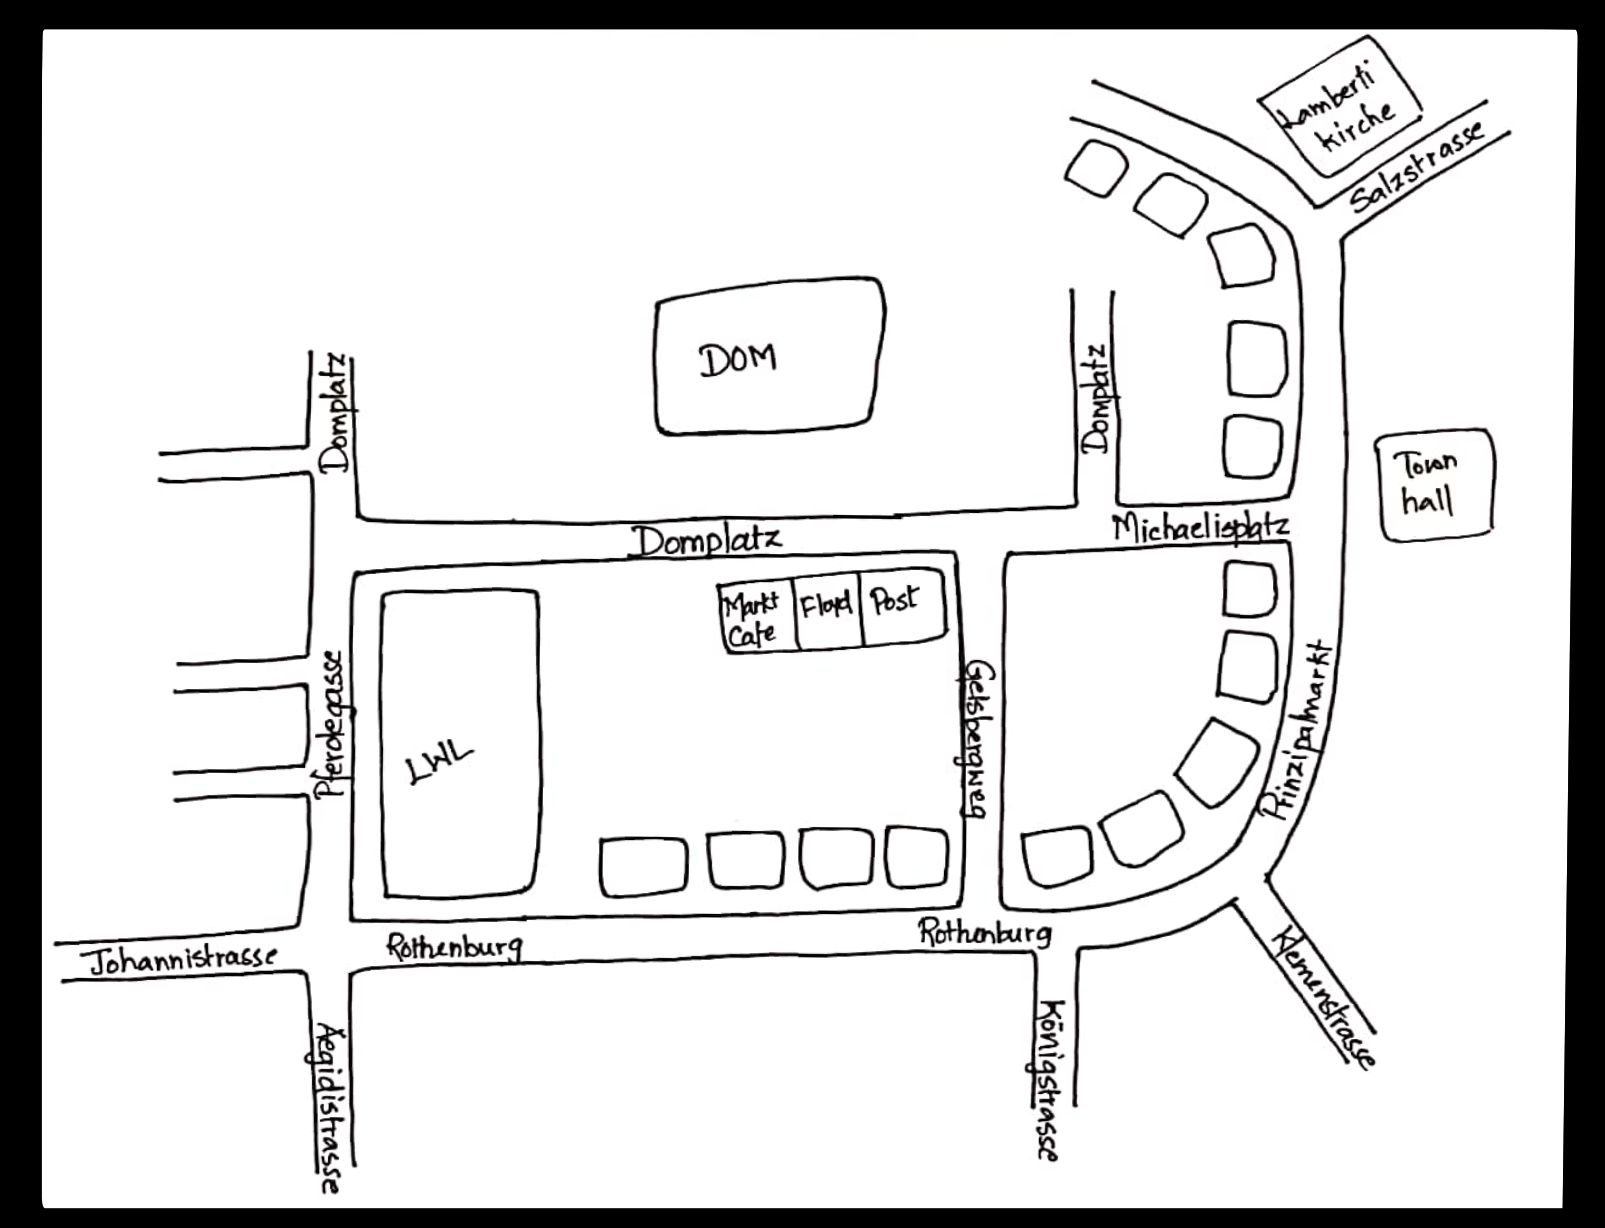 Lamberti
Kirche
Salzstrasse
DOM
Domplatz
Domplatz
Town
hall
Domplatz
Michaelisplatz
Markt
Cafe
Floyd
Post
Pferdegasse
Geisbergweg
Prinzipalmarkt
LWL
Johannistrasse
Rothenburg
Rothenburg
Klemenstrasse
Aegidistrasse
Königstrasse